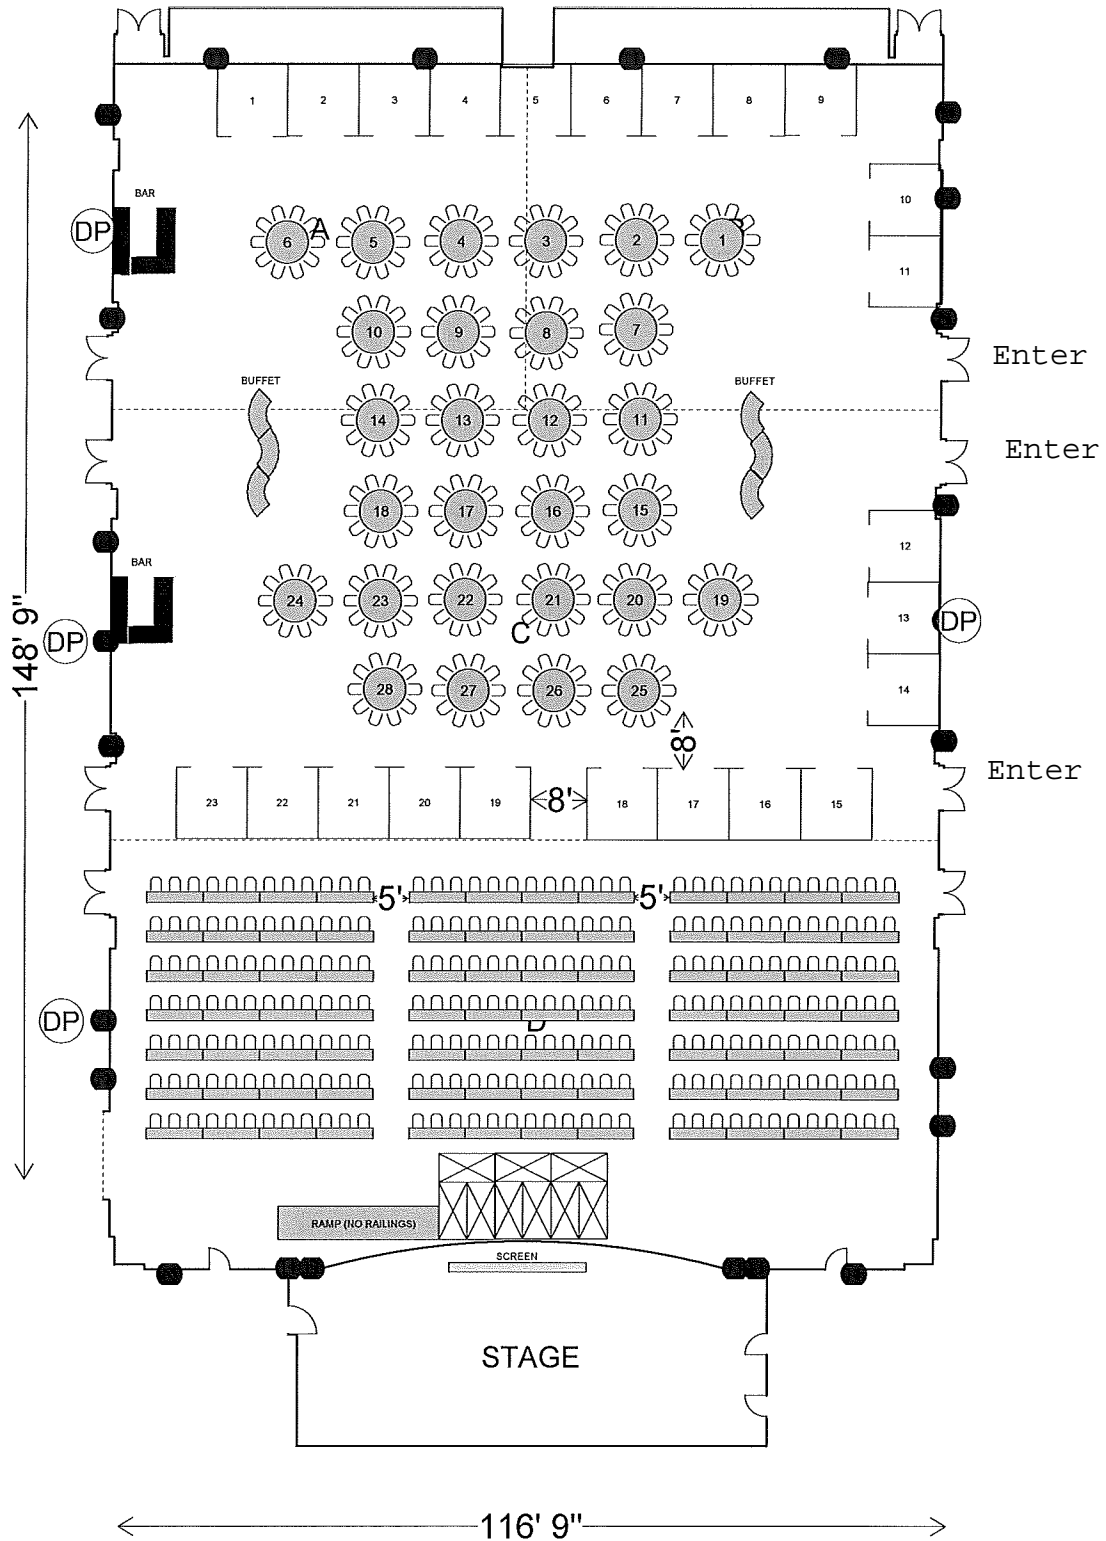 1 2 3 4 5 6 7 8 9
BAR
10
DP
A
6 5 4 3 2 1
11
10 9 8 7
Enter
BUFFET BUFFET
14 13 12 11
Enter
18 17 16 15
12
BAR
24 23 22 21 20 19
13 DP
DP
C
148' 9"
28 27 26 25
14
8'
Enter
23 22 21 20 19 8' 18 17 16 15
5' 5'
DP
D
RAMP (NO RAILINGS)
SCREEN
STAGE
116' 9"